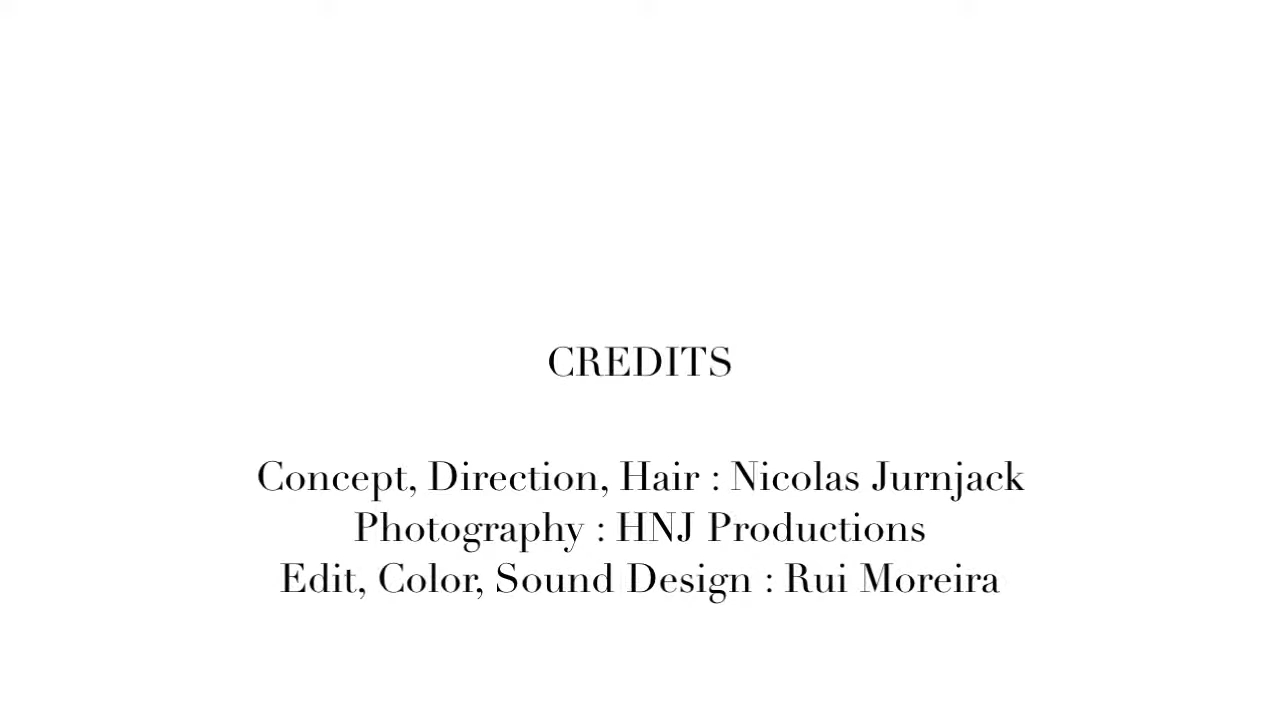 CREDITS
Concept, Direction, Hair : Nicolas Jurnjack
Photography : HNJ Productions
Edit, Color, Sound Design : Rui Moreira